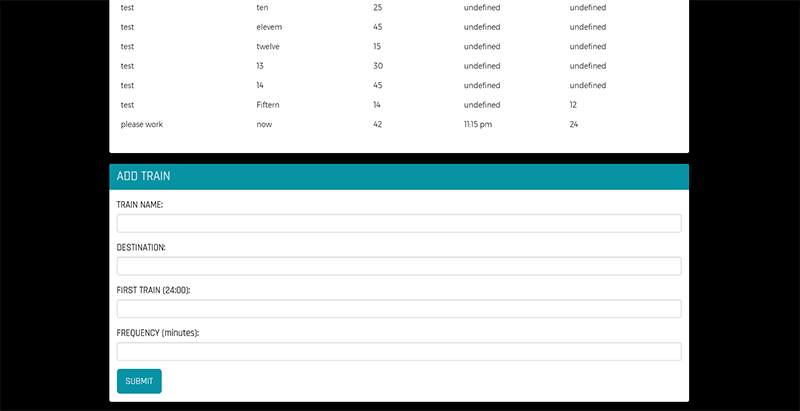 test ten 25 undefined undefined
test elevem 45 undefined undefined
test twelve 15 undefined undefined
test 13 30 undefined undefined
test 14 45 undefined undefined
test Fiftern 14 undefined 12
please work now 42 11:15 pm 24
ADD TRAIN
TRAIN NAME:
DESTINATION:
FIRST TRAIN (24:00):
FREQUENCY (minutes):
SUBMIT